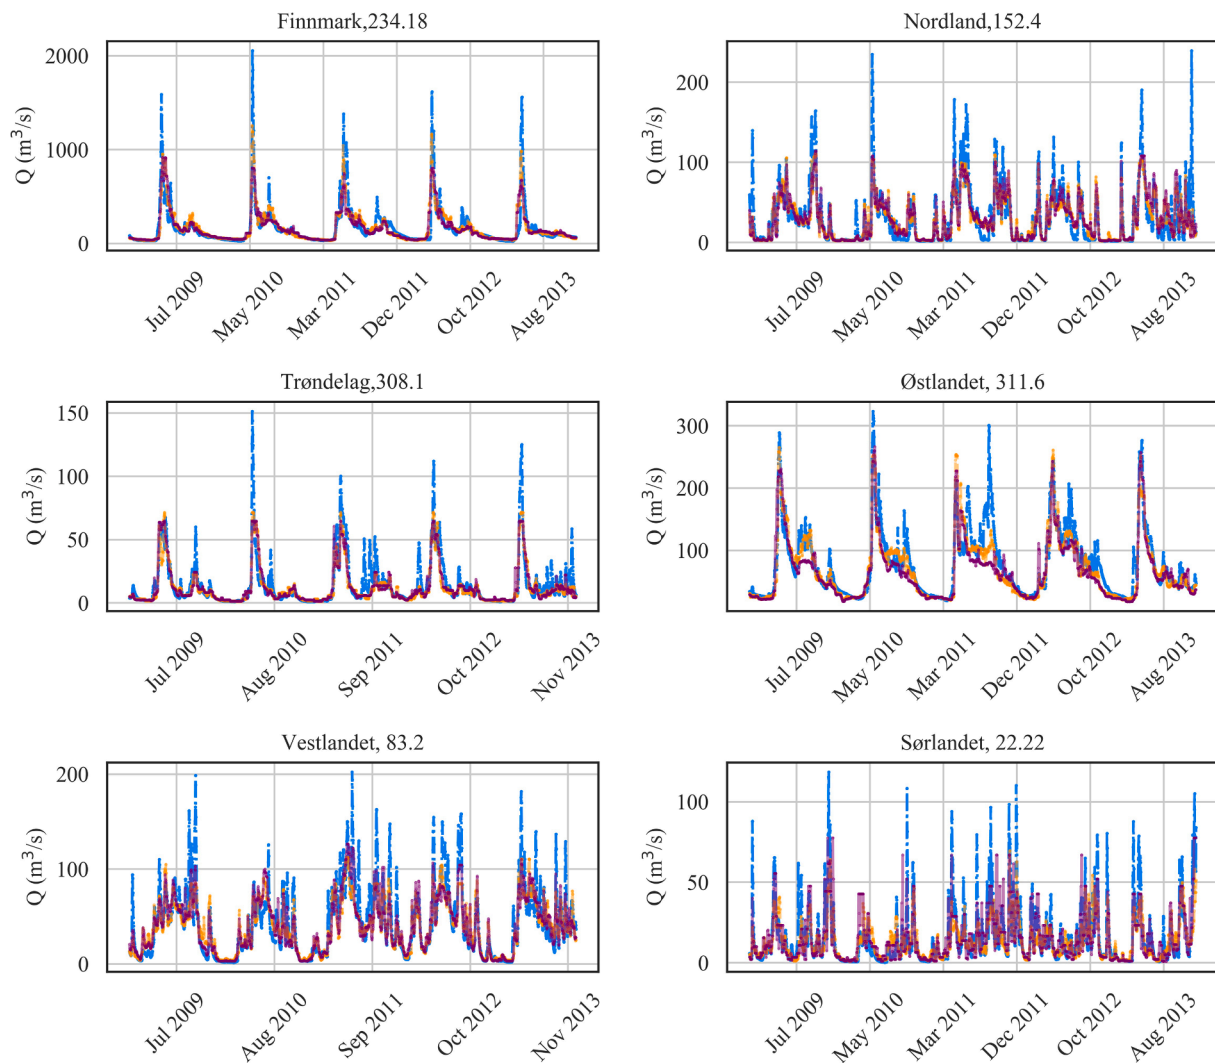 Finnmark,234.18
Q (m³/s)
2000
1000
0
Jul 2009
May 2010
Mar 2011
Dec 2011
Oct 2012
Aug 2013
Nordland,152.4
Q (m³/s)
200
100
0
Jul 2009
May 2010
Mar 2011
Dec 2011
Oct 2012
Aug 2013
Trøndelag,308.1
Q (m³/s)
150
100
50
0
Jul 2009
Aug 2010
Sep 2011
Oct 2012
Nov 2013
Østlandet, 311.6
Q (m³/s)
300
200
100
Jul 2009
May 2010
Mar 2011
Dec 2011
Oct 2012
Aug 2013
Vestlandet, 83.2
Q (m³/s)
200
100
0
Jul 2009
Aug 2010
Sep 2011
Oct 2012
Nov 2013
Sørlandet, 22.22
Q (m³/s)
100
50
0
Jul 2009
May 2010
Mar 2011
Dec 2011
Oct 2012
Aug 2013